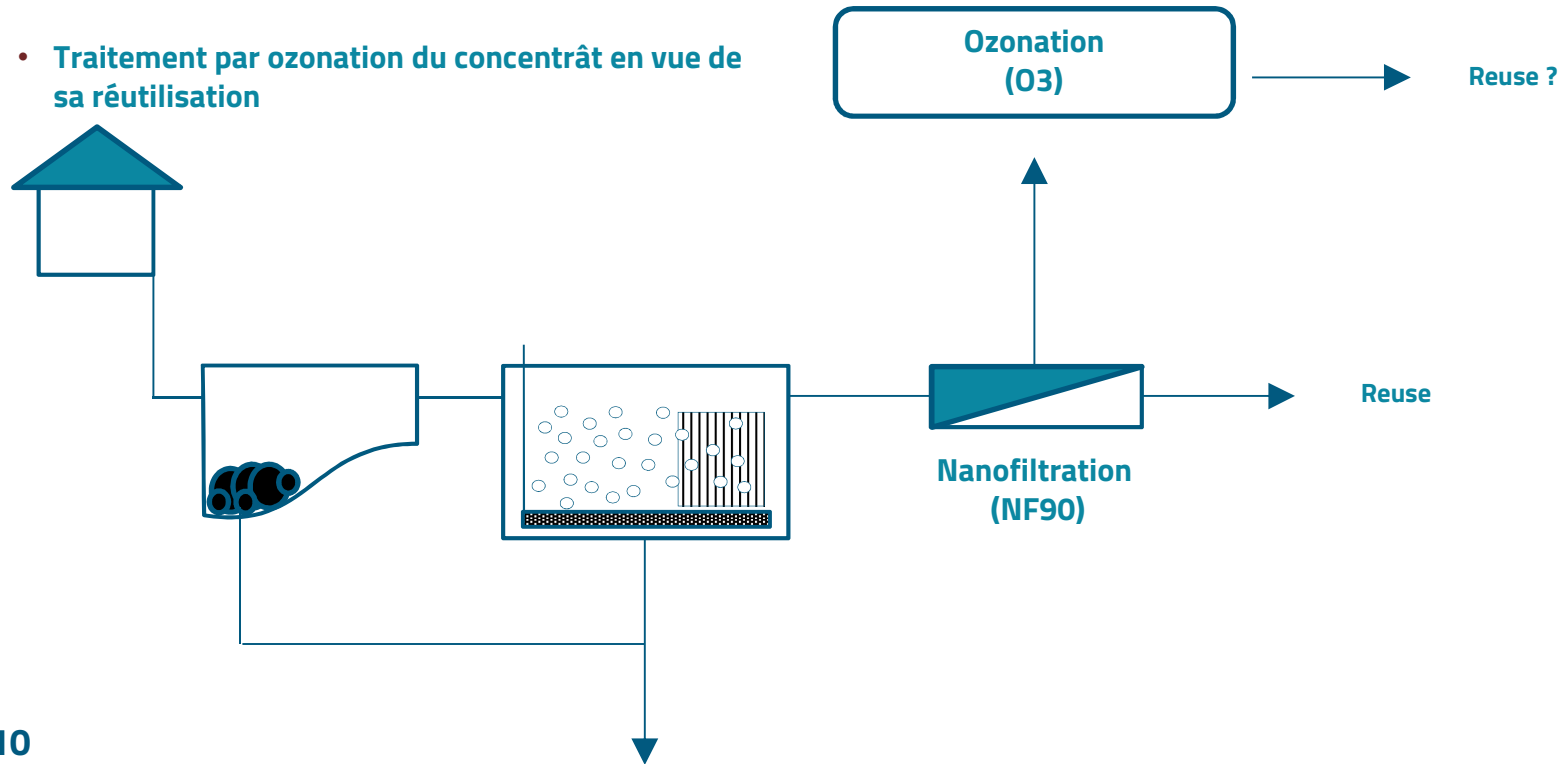 • Traitement par ozonation du concentrât en vue de
sa réutilisation
Ozonation
(O3)
Reuse ?
Reuse
Nanofiltration
(NF90)
10